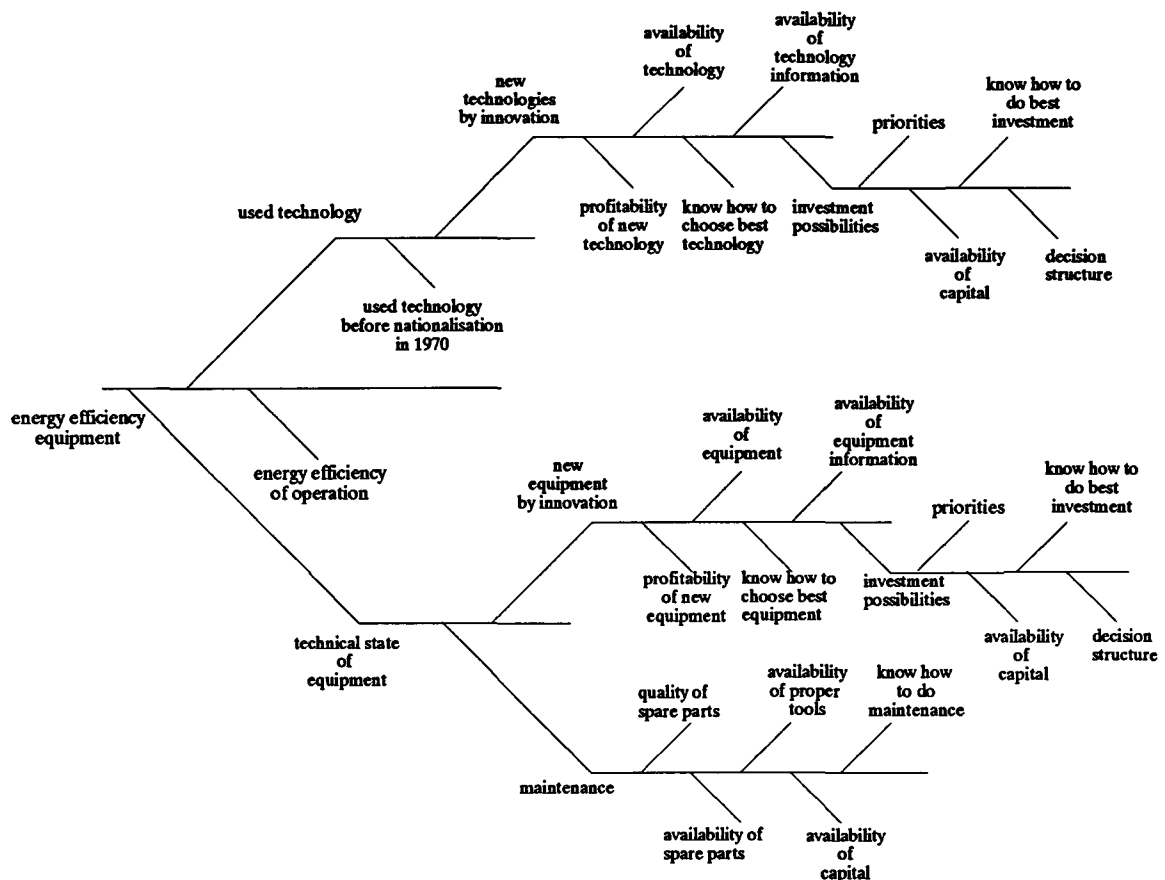 availability
of
technology
availability
of
technology
information
new
technologies
by innovation
know how to
do best
investment
priorities
used technology
profitability
of new
technology
know how to
choose best
technology
investment
possibilities
availability
of
capital
decision
structure
used technology
before nationalisation
in 1970
energy efficiency
equipment
energy efficiency
of operation
availability
of
equipment
availability
of
equipment
information
new
equipment
by innovation
know how to
do best
investment
priorities
profitability
of new
equipment
know how to
choose best
equipment
investment
possibilities
availability
of
capital
decision
structure
technical state
of
equipment
quality of
spare parts
availability
of proper
tools
know how
to do
maintenance
maintenance
availability of
spare parts
availability
of
capital